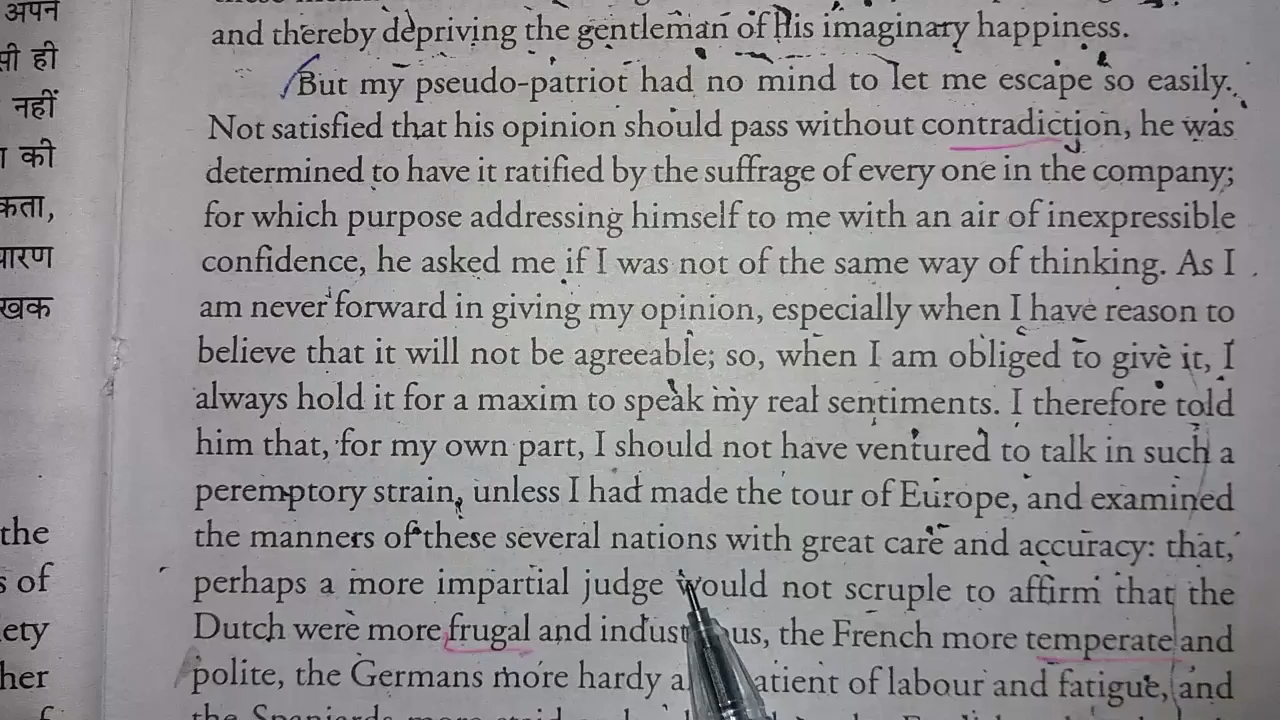 अपने
सी ही
नहीं
की
कता,
खक
the
s of
ety
her
and thereby depriving the gentleman of his imaginary happiness.
But my pseudo-patriot had no mind to let me escape so easily.
Not satisfied that his opinion should pass without contradiction, he was
determined to have it ratified by the suffrage of every one in the company;
for which purpose addressing himself to me with an air of inexpressible
confidence, he asked me if I was not of the same way of thinking. As I
am never forward in giving my opinion, especially when I have reason to
believe that it will not be agreeable; so, when I am obliged to give it, I
always hold it for a maxim to speak my real sentiments. I therefore told
him that, for my own part, I should not have ventured to talk in such a
peremptory strain, unless I had made the tour of Europe, and examined
the manners of these several nations with great care and accuracy: that,
perhaps a more impartial judge would not scruple to affirm that the
Dutch were more frugal and indust ous, the French more temperate and
polite, the Germans more hardy a atient of labour and fatigue, and
the Spaniards more staid